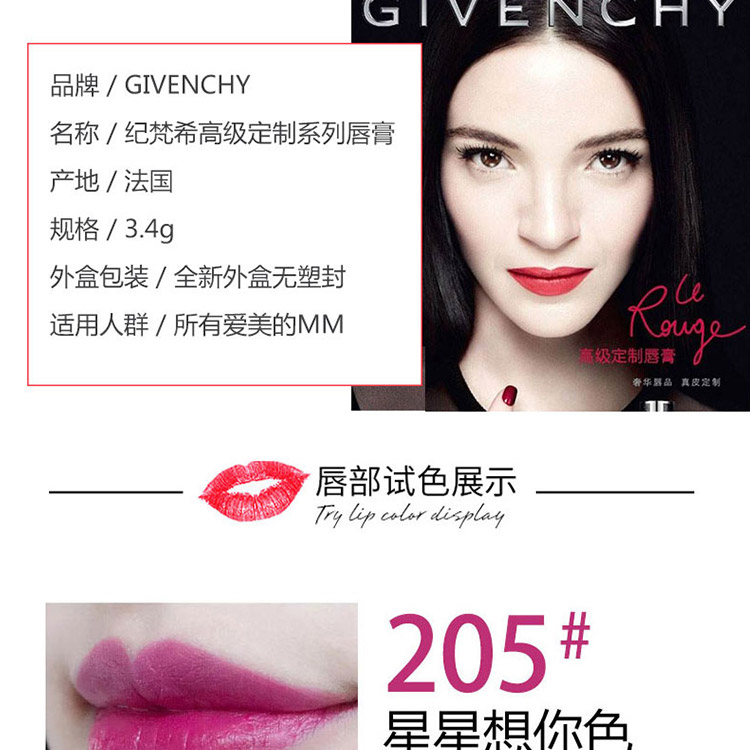 GIVENCHY
品牌 / GIVENCHY
名称 / 纪梵希高级定制系列唇膏
产地 / 法国
规格 / 3.4g
外盒包装 / 全新外盒无塑封
适用人群 / 所有爱美的MM
Le
Rouge
高级定制唇膏
奢华唇品 真皮定制
唇部试色展示
Try lip color display
205#
星星想你色